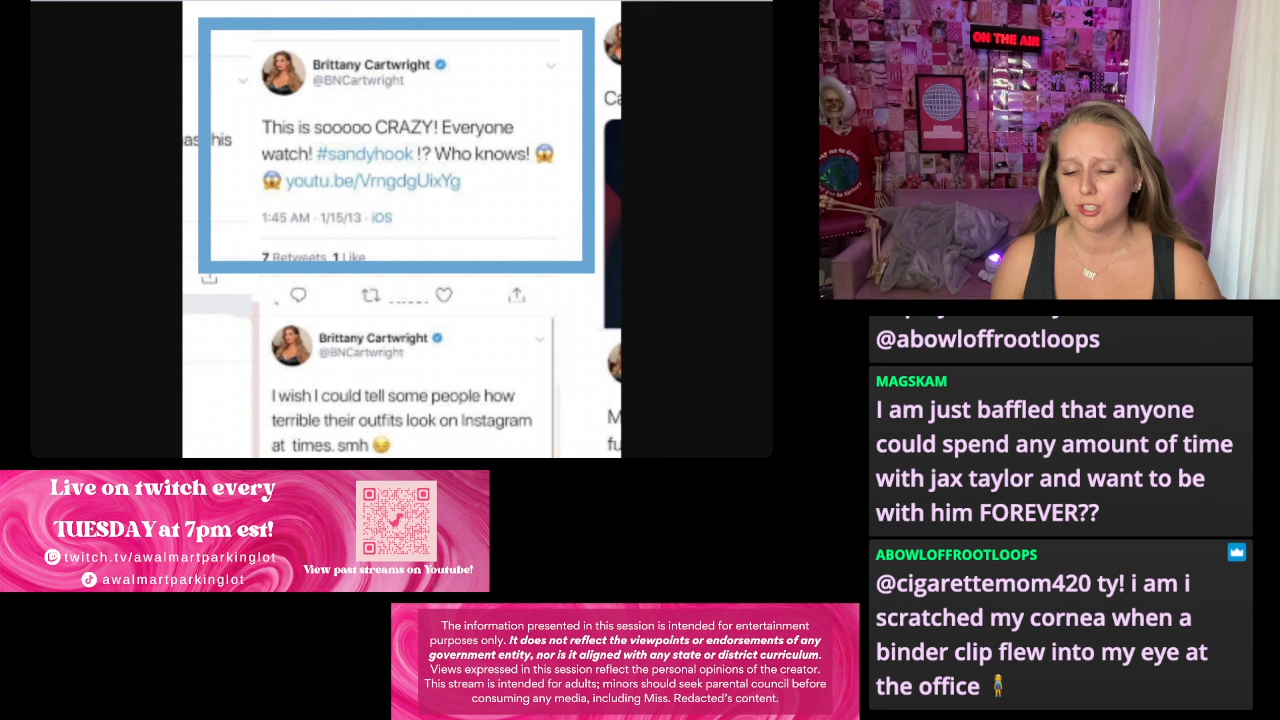 Brittany Cartwright
@BNCartwright
This is sooooo CRAZY! Everyone
watch! #sandyhook !? Who knows! 😱
😱 youtu.be/VrngdgUixYg
1:45 AM · 1/15/13 · iOS
7 Retweets 1 Like
his
Ca
Brittany Cartwright
@BNCartwright
I wish I could tell some people how
terrible their outfits look on Instagram
at times. smh 😏
M
fu
ON THE AIR
@abowloffrootloops
MAGSKAM
I am just baffled that anyone
could spend any amount of time
with jax taylor and want to be
with him FOREVER??
ABOWLOFFROOTLOOPS
@cigarettemom420 ty! i am i
scratched my cornea when a
binder clip flew into my eye at
the office 🧍
Live on twitch every
TUESDAY at 7pm est!
twitch.tv/awalmartparkinglot
awalmartparkinglot
View past streams on Youtube!
The information presented in this session is intended for entertainment
purposes only. It does not reflect the viewpoints or endorsements of any
government entity, nor is it aligned with any state or district curriculum.
Views expressed in this session reflect the personal opinions of the creator.
This stream is intended for adults; minors should seek parental council before
consuming any media, including Miss. Redacted's content.